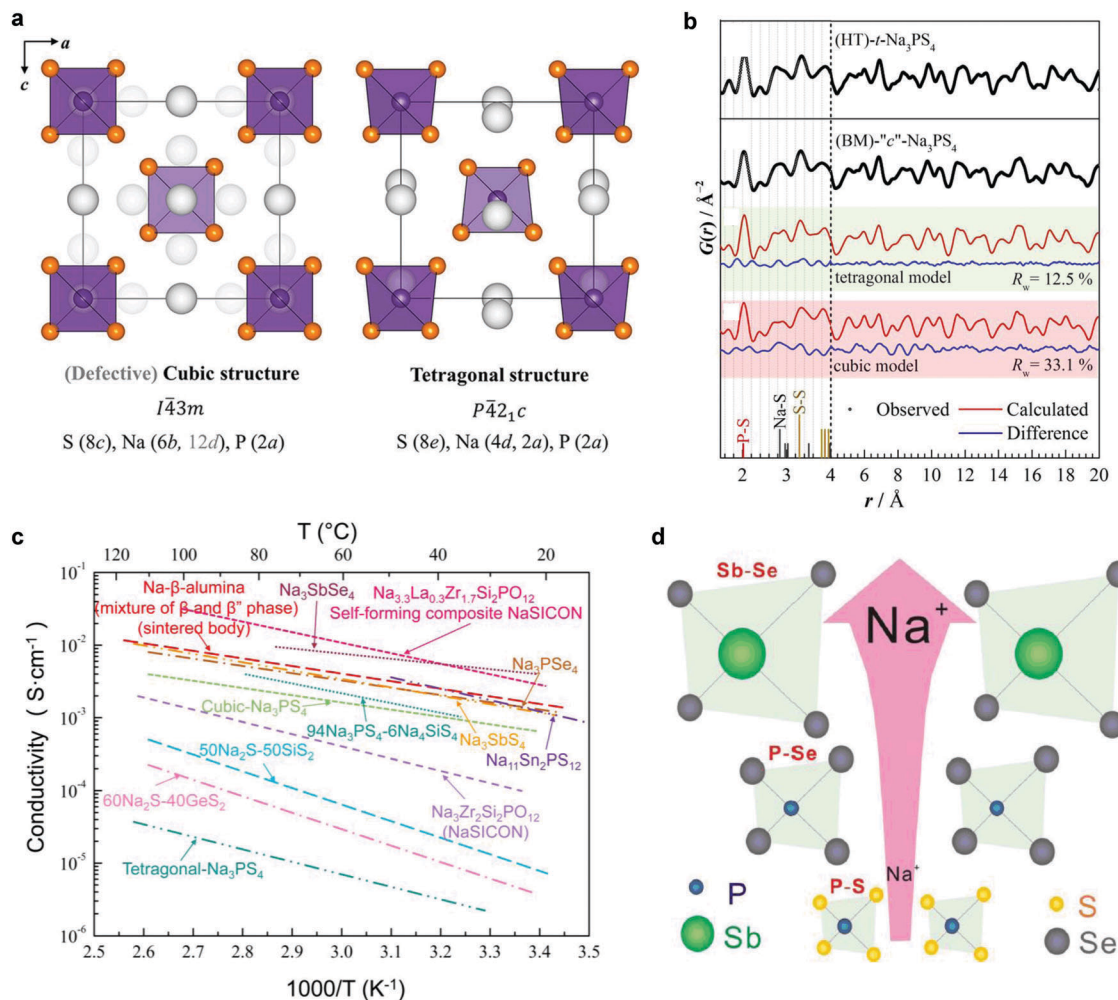 a
a
c
(Defective) Cubic structure
I4̅3m
S (8c), Na (6b, 12d), P (2a)
Tetragonal structure
P4̅2₁c
S (8e), Na (4d, 2a), P (2a)
b
G(r) / Å⁻²
(HT)-t-Na₃PS₄
(BM)-"c"-Na₃PS₄
tetragonal model
R_w = 12.5 %
cubic model
R_w = 33.1 %
P-S
Na-S
S-S
Observed
Calculated
Difference
2 3 4 6 8 10 12 14 16 18 20
r / Å
c
T (°C)
120 100 80 60 40 20
Conductivity ( S·cm⁻¹)
10⁻¹
10⁻²
10⁻³
10⁻⁴
10⁻⁵
10⁻⁶
Na-β-alumina
(mixture of β and β" phase)
(sintered body)
Na₃SbSe₄
Na₃.₃La₀.₃Zr₁.₇Si₂PO₁₂
Self-forming composite NaSICON
Na₃PSe₄
Cubic-Na₃PS₄
94Na₃PS₄-6Na₄SiS₄
Na₃SbS₄
Na₁₁Sn₂PS₁₂
50Na₂S-50SiS₂
60Na₂S-40GeS₂
Na₃Zr₂Si₂PO₁₂
(NaSICON)
Tetragonal-Na₃PS₄
2.5 2.6 2.7 2.8 2.9 3.0 3.1 3.2 3.3 3.4 3.5
1000/T (K⁻¹)
d
Sb-Se
Na⁺
P-Se
Na⁺
P-S
P
Sb
S
Se